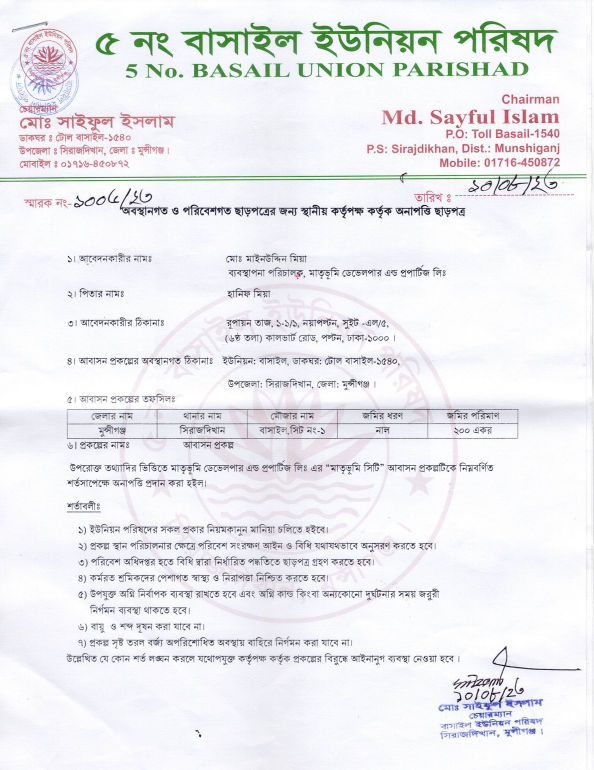 ৫ নং বাসাইল ইউনিয়ন পরিষদ
5 No. BASAIL UNION PARISHAD
চেয়ারম্যান
মোঃ সাইফুল ইসলাম
ডাকঘর ঃ টোল বাসাইল-১৫৪০
উপজেলা ঃ সিরাজদিখান, জেলা ঃ মুন্সীগঞ্জ।
মোবাইল ঃ ০১৭১৬-৪৫০৮৭২
Chairman
Md. Sayful Islam
P.O: Toll Basail-1540
P.S: Sirajdikhan, Dist.: Munshiganj
Mobile: 01716-450872
স্মারক নং-
তারিখ ঃ
অবস্থানগত ও পরিবেশগত ছাড়পত্রের জন্য স্থানীয় কর্তৃপক্ষ কর্তৃক অনাপত্তি ছাড়পত্র
১। আবেদনকারীর নামঃ মোঃ মাইনউদ্দিন মিয়া
ব্যবস্থাপনা পরিচালক, মাতৃভূমি ডেভেলপার এন্ড প্রপার্টিজ লিঃ
২। পিতার নামঃ হানিফ মিয়া
৩। আবেদনকারীর ঠিকানাঃ রূপায়ন তাজ, ১-১/১, নয়াপল্টন, সুইট -এল/৫,
(৬ষ্ঠ তলা) কালভার্ট রোড, পল্টন, ঢাকা-১০০০ ।
৪। আবাসন প্রকল্পের অবস্থানগত ঠিকানাঃ ইউনিয়ন: বাসাইল, ডাকঘর: টোল বাসাইল-১৫৪০,
উপজেলা: সিরাজদিখান, জেলা: মুন্সীগঞ্জ ।
৫। আবাসন প্রকল্পের তফসিলঃ
জেলার নাম থানার নাম মৌজার নাম জমির ধরণ জমির পরিমাণ
মুন্সীগঞ্জ সিরাজদিখান বাসাইল,সিট নং-১ নাল ২০০ একর
৬। প্রকল্পের নামঃ আবাসন প্রকল্প
উপরোক্ত তথ্যাদির ভিত্তিতে মাতৃভূমি ডেভেলপার এন্ড প্রপার্টিজ লিঃ এর “মাতৃভূমি সিটি” আবাসন প্রকল্পটিকে নিম্নবর্ণিত
শর্তসাপেক্ষে অনাপত্তি প্রদান করা হইল।
শর্তাবলীঃ
১) ইউনিয়ন পরিষদের সকল প্রকার নিয়মকানুন মানিয়া চলিতে হইবে।
২) প্রকল্প স্থান পরিচালনার ক্ষেত্রে পরিবেশ সংরক্ষণ আইন ও বিধি যথাযথভাবে অনুসরণ করতে হবে।
৩) পরিবেশ অধিদপ্তর হতে বিধি দ্বারা নির্ধারিত পদ্ধতিতে ছাড়পত্র গ্রহণ করতে হবে।
৪) কর্মরত শ্রমিকদের পেশাগত স্বাস্থ্য ও নিরাপত্তা নিশ্চিত করতে হবে।
৫) উপযুক্ত অগ্নি নির্বাপক ব্যবস্থা রাখতে হবে এবং অগ্নি কান্ড কিংবা অন্যকোনো দুর্ঘটনার সময় জরুরী
নির্গমন ব্যবস্থা থাকতে হবে।
৬) বায়ু ও শব্দ দূষন করা যাবে না।
৭) প্রকল্প সৃষ্ট তরল বর্জ্য অপরিশোধিত অবস্থায় বাহিরে নির্গমন করা যাবে না।
উল্লেখিত যে কোন শর্ত লঙ্ঘন করলে যথোপযুক্ত কর্তৃপক্ষ কর্তৃক প্রকল্পের বিরুদ্ধে আইনানুগ ব্যবস্থা নেওয়া হবে ।
মোঃ সাইফুল ইসলাম
চেয়ারম্যান
বাসাইল ইউনিয়ন পরিষদ
সিরাজদিখান, মুন্সীগঞ্জ ।